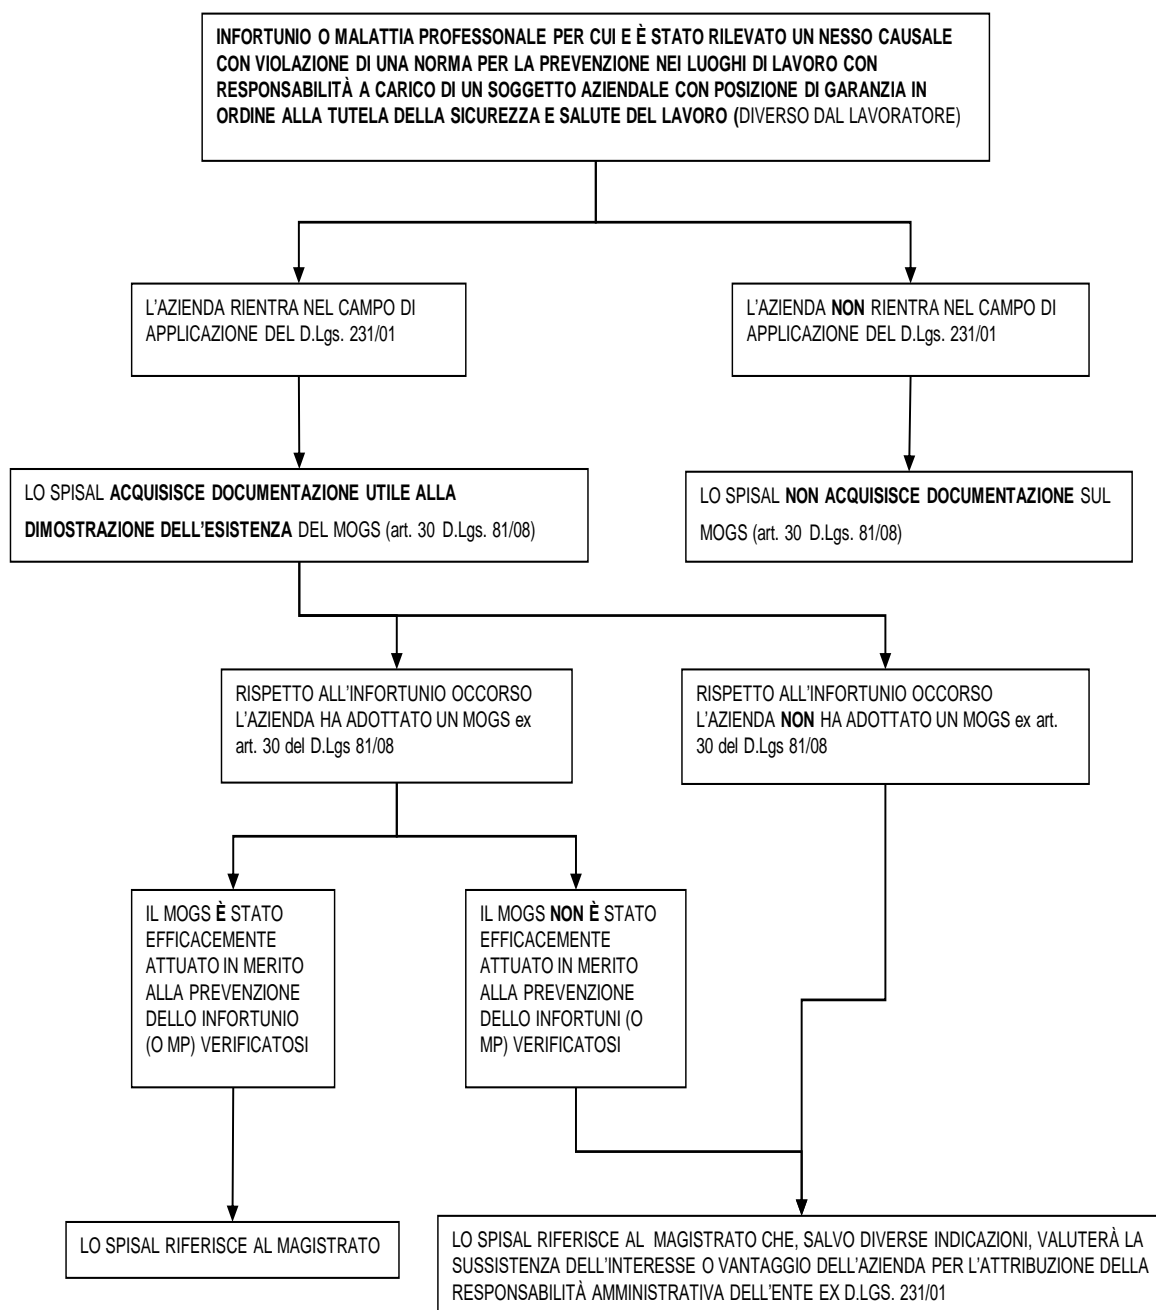 INFORTUNIO O MALATTIA PROFESSIONALE PER CUI E È STATO RILEVATO UN NESSO CAUSALE
CON VIOLAZIONE DI UNA NORMA PER LA PREVENZIONE NEI LUOGHI DI LAVORO CON
RESPONSABILITÀ A CARICO DI UN SOGGETTO AZIENDALE CON POSIZIONE DI GARANZIA IN
ORDINE ALLA TUTELA DELLA SICUREZZA E SALUTE DEL LAVORO (DIVERSO DAL LAVORATORE)
L'AZIENDA RIENTRA NEL CAMPO DI
APPLICAZIONE DEL D.Lgs. 231/01
L'AZIENDA NON RIENTRA NEL CAMPO DI
APPLICAZIONE DEL D.Lgs. 231/01
LO SPISAL ACQUISISCE DOCUMENTAZIONE UTILE ALLA
DIMOSTRAZIONE DELL'ESISTENZA DEL MOGS (art. 30 D.Lgs. 81/08)
LO SPISAL NON ACQUISISCE DOCUMENTAZIONE SUL
MOGS (art. 30 D.Lgs. 81/08)
RISPETTO ALL'INFORTUNIO OCCORSO
L'AZIENDA HA ADOTTATO UN MOGS ex
art. 30 del D.Lgs 81/08
RISPETTO ALL'INFORTUNIO OCCORSO
L'AZIENDA NON HA ADOTTATO UN MOGS ex art.
30 del D.Lgs 81/08
IL MOGS È STATO
EFFICACEMENTE
ATTUATO IN MERITO
ALLA PREVENZIONE
DELLO INFORTUNIO
(O MP) VERIFICATOSI
IL MOGS NON È STATO
EFFICACEMENTE
ATTUATO IN MERITO
ALLA PREVENZIONE
DELLO INFORTUNI (O
MP) VERIFICATOSI
LO SPISAL RIFERISCE AL MAGISTRATO
LO SPISAL RIFERISCE AL MAGISTRATO CHE, SALVO DIVERSE INDICAZIONI, VALUTERÀ LA
SUSSISTENZA DELL'INTERESSE O VANTAGGIO DELL'AZIENDA PER L'ATTRIBUZIONE DELLA
RESPONSABILITÀ AMMINISTRATIVA DELL'ENTE EX D.LGS. 231/01